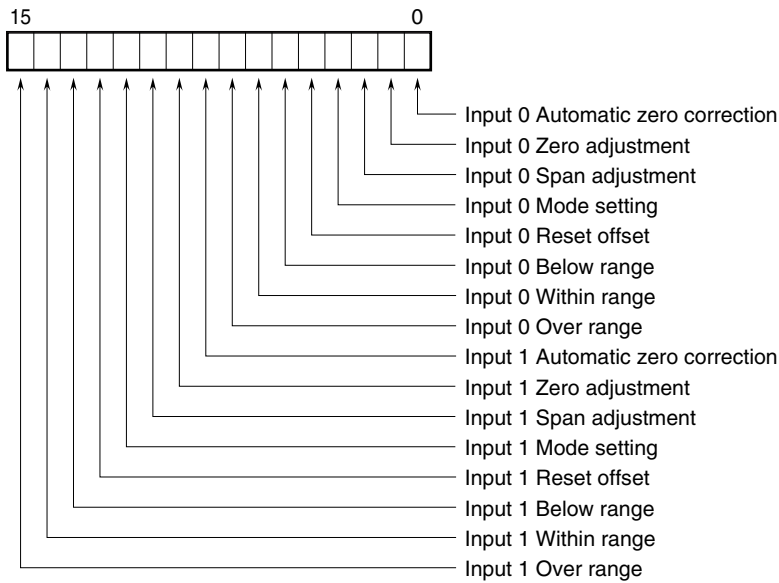 15 0
Input 0 Automatic zero correction
Input 0 Zero adjustment
Input 0 Span adjustment
Input 0 Mode setting
Input 0 Reset offset
Input 0 Below range
Input 0 Within range
Input 0 Over range
Input 1 Automatic zero correction
Input 1 Zero adjustment
Input 1 Span adjustment
Input 1 Mode setting
Input 1 Reset offset
Input 1 Below range
Input 1 Within range
Input 1 Over range